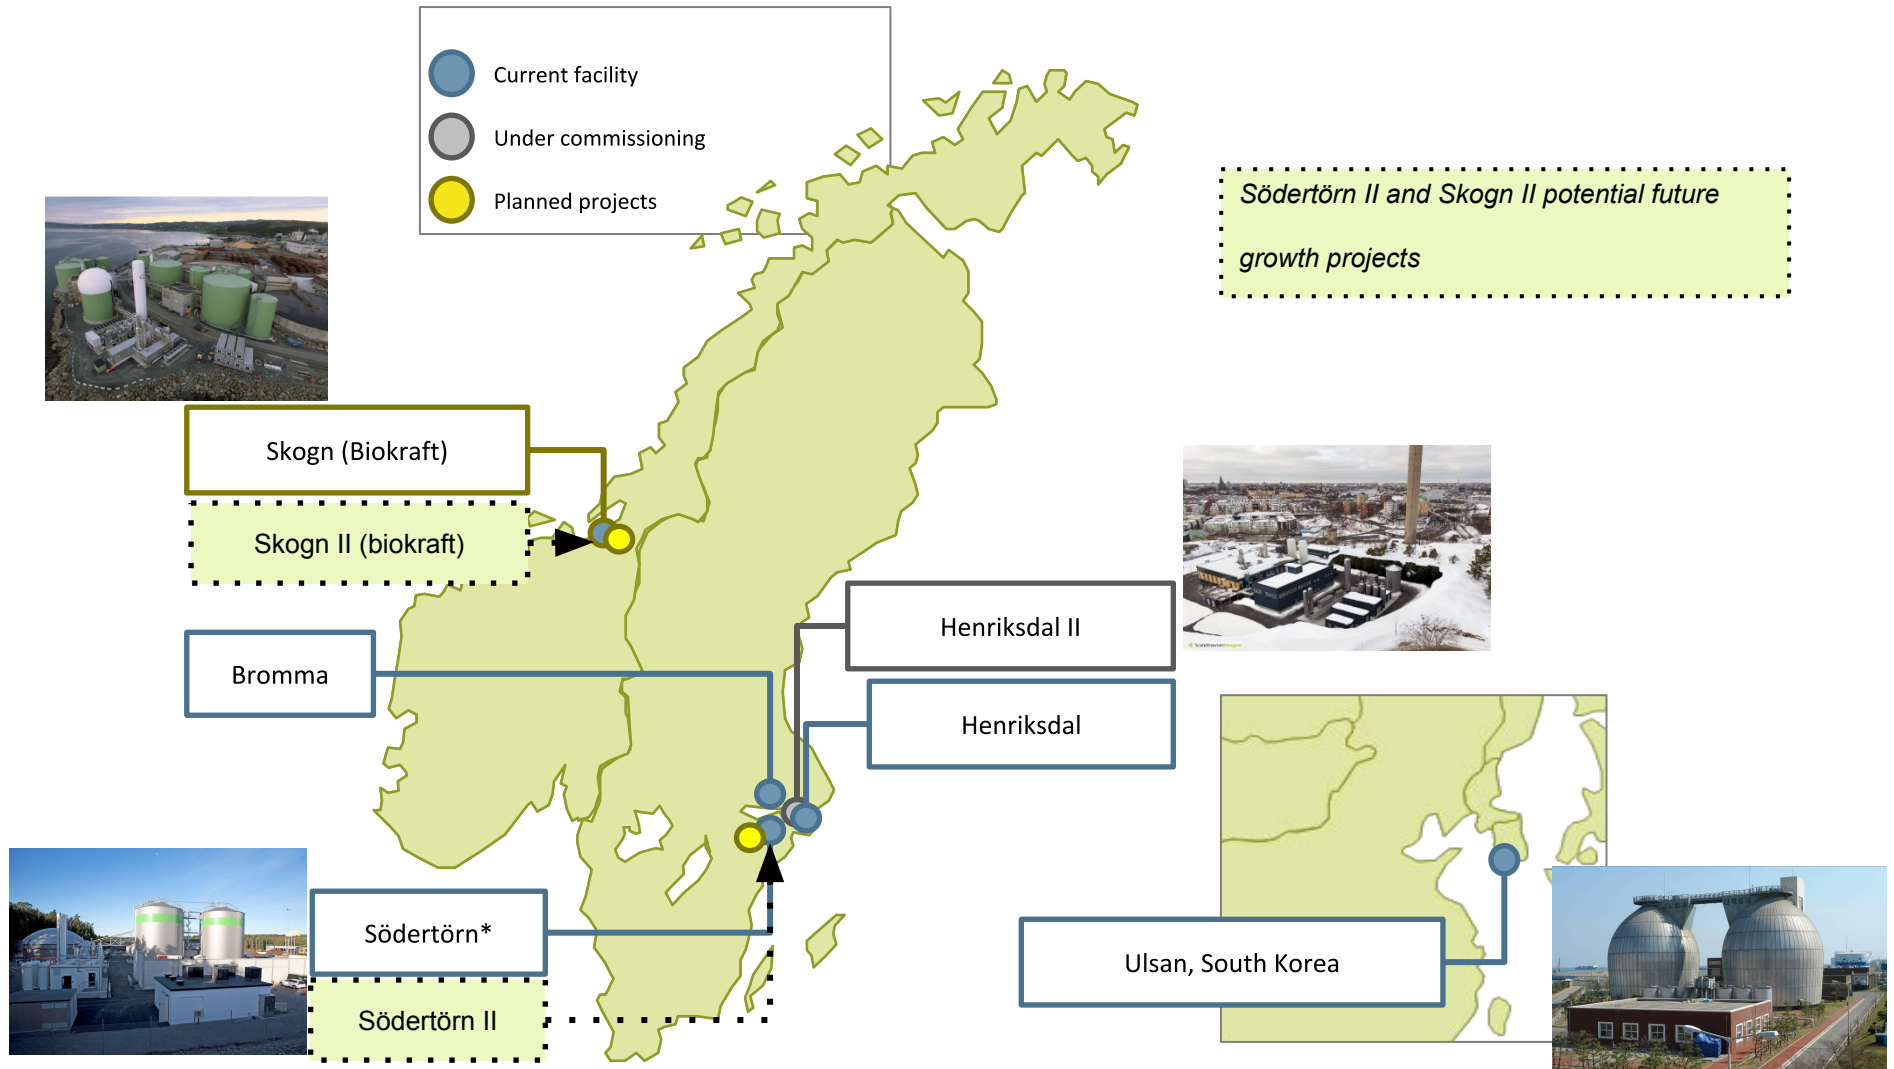 Current facility
Under commissioning
Planned projects
Södertörn II and Skogn II potential future
growth projects
Skogn (Biokraft)
Skogn II (biokraft)
Henriksdal II
Bromma
Henriksdal
Södertörn*
Ulsan, South Korea
Södertörn II